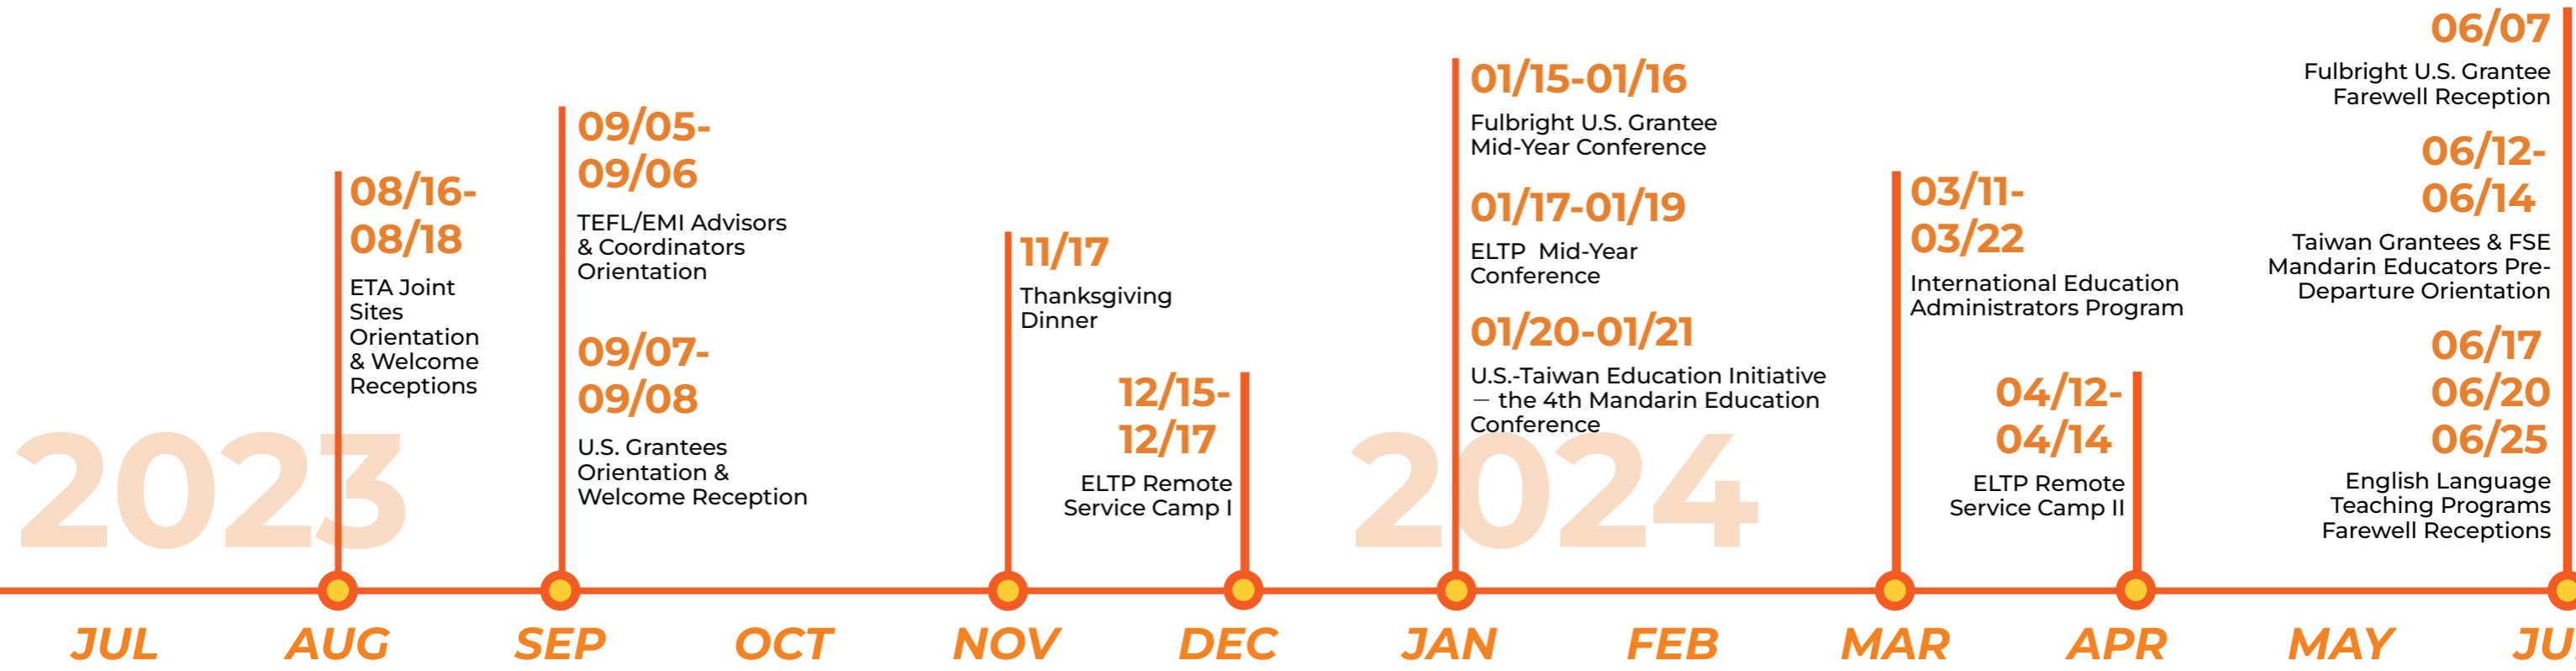 2023
08/16-
08/18
ETA Joint
Sites
Orientation
& Welcome
Receptions
09/05-
09/06
TEFL/EMI Advisors
& Coordinators
Orientation
09/07-
09/08
U.S. Grantees
Orientation &
Welcome Reception
11/17
Thanksgiving
Dinner
12/15-
12/17
ELTP Remote
Service Camp I
2024
01/15-01/16
Fulbright U.S. Grantee
Mid-Year Conference
01/17-01/19
ELTP Mid-Year
Conference
01/20-01/21
U.S.-Taiwan Education Initiative
— the 4th Mandarin Education
Conference
03/11-
03/22
International Education
Administrators Program
04/12-
04/14
ELTP Remote
Service Camp II
06/07
Fulbright U.S. Grantee
Farewell Reception
06/12-
06/14
Taiwan Grantees & FSE
Mandarin Educators Pre-
Departure Orientation
06/17
06/20
06/25
English Language
Teaching Programs
Farewell Receptions
JUL AUG SEP OCT NOV DEC JAN FEB MAR APR MAY JU